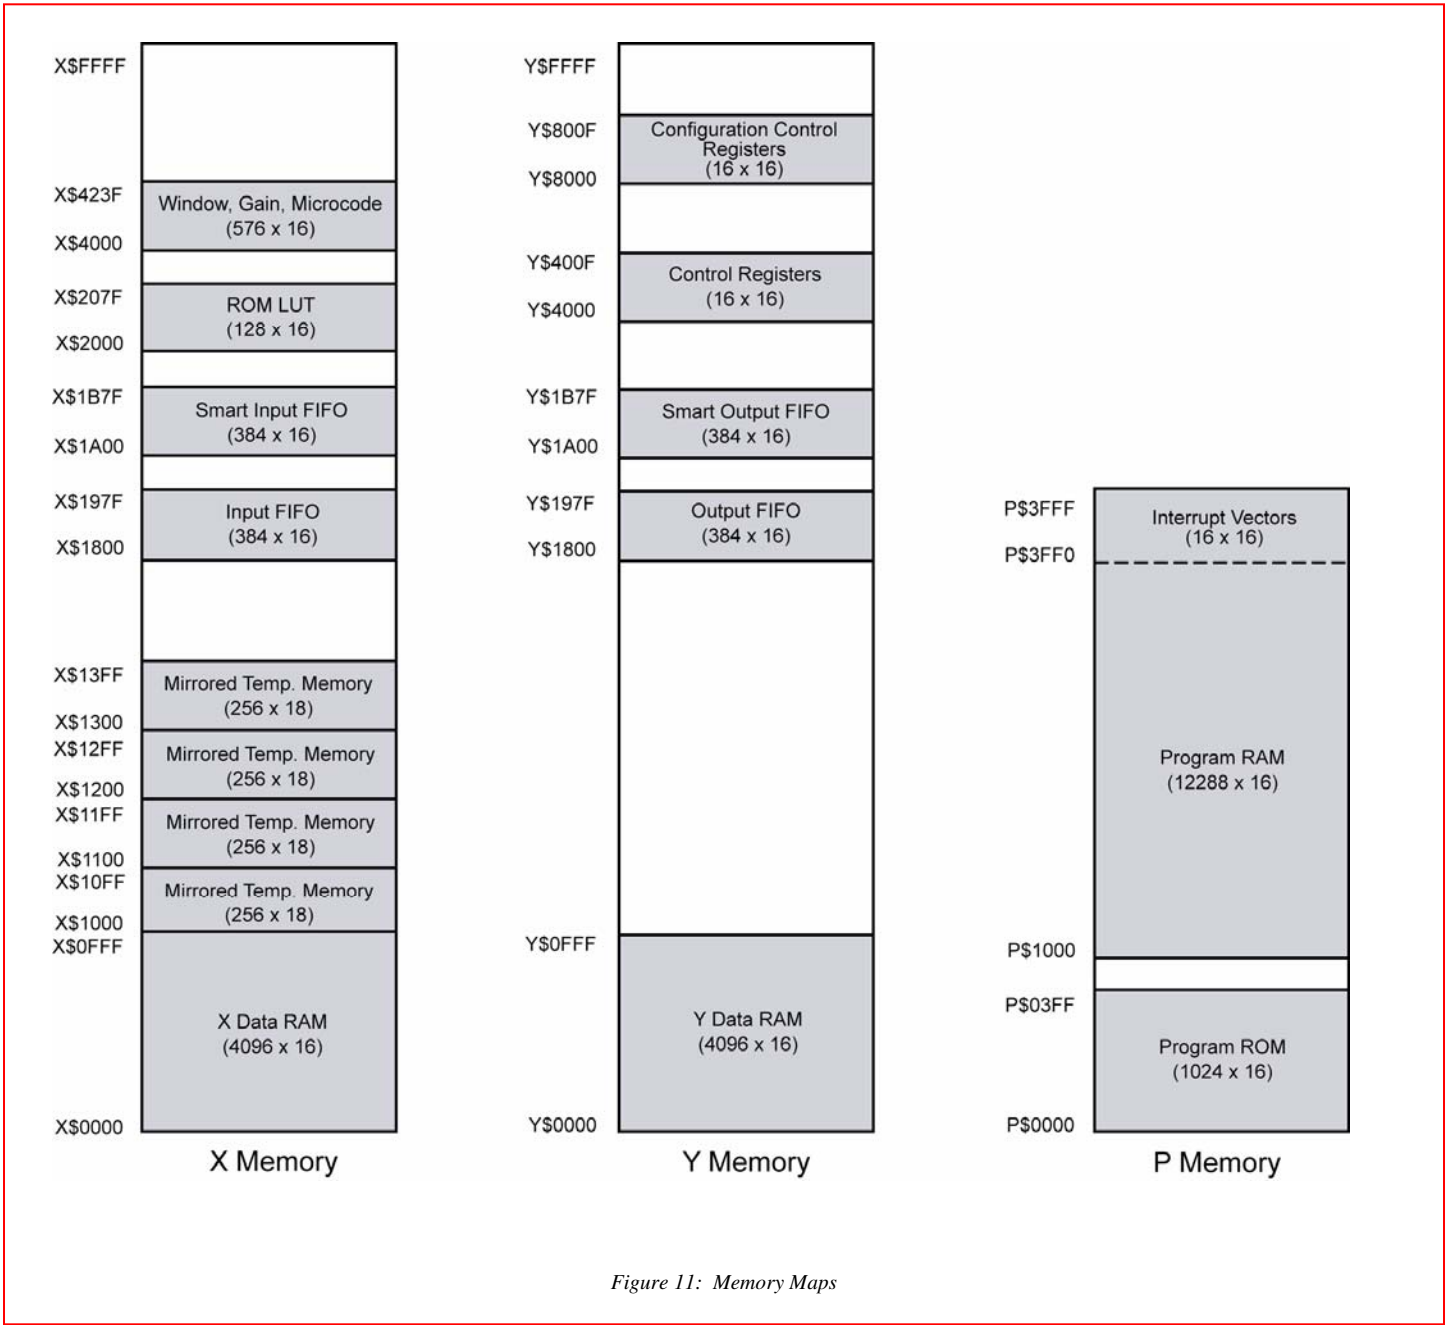 X$FFFF
X$423F
Window, Gain, Microcode
(576 x 16)
X$4000
X$207F
ROM LUT
(128 x 16)
X$2000
X$1B7F
Smart Input FIFO
(384 x 16)
X$1A00
X$197F
Input FIFO
(384 x 16)
X$1800
X$13FF
Mirrored Temp. Memory
(256 x 18)
X$1300
X$12FF
Mirrored Temp. Memory
(256 x 18)
X$1200
X$11FF
Mirrored Temp. Memory
(256 x 18)
X$1100
X$10FF
Mirrored Temp. Memory
(256 x 18)
X$1000
X$0FFF
X Data RAM
(4096 x 16)
X$0000
X Memory
Y$FFFF
Y$800F
Configuration Control
Registers
(16 x 16)
Y$8000
Y$400F
Control Registers
(16 x 16)
Y$4000
Y$1B7F
Smart Output FIFO
(384 x 16)
Y$1A00
Y$197F
Output FIFO
(384 x 16)
Y$1800
Y$0FFF
Y Data RAM
(4096 x 16)
Y$0000
Y Memory
P$3FFF
Interrupt Vectors
(16 x 16)
P$3FF0
Program RAM
(12288 x 16)
P$1000
P$03FF
Program ROM
(1024 x 16)
P$0000
P Memory
Figure 11: Memory Maps